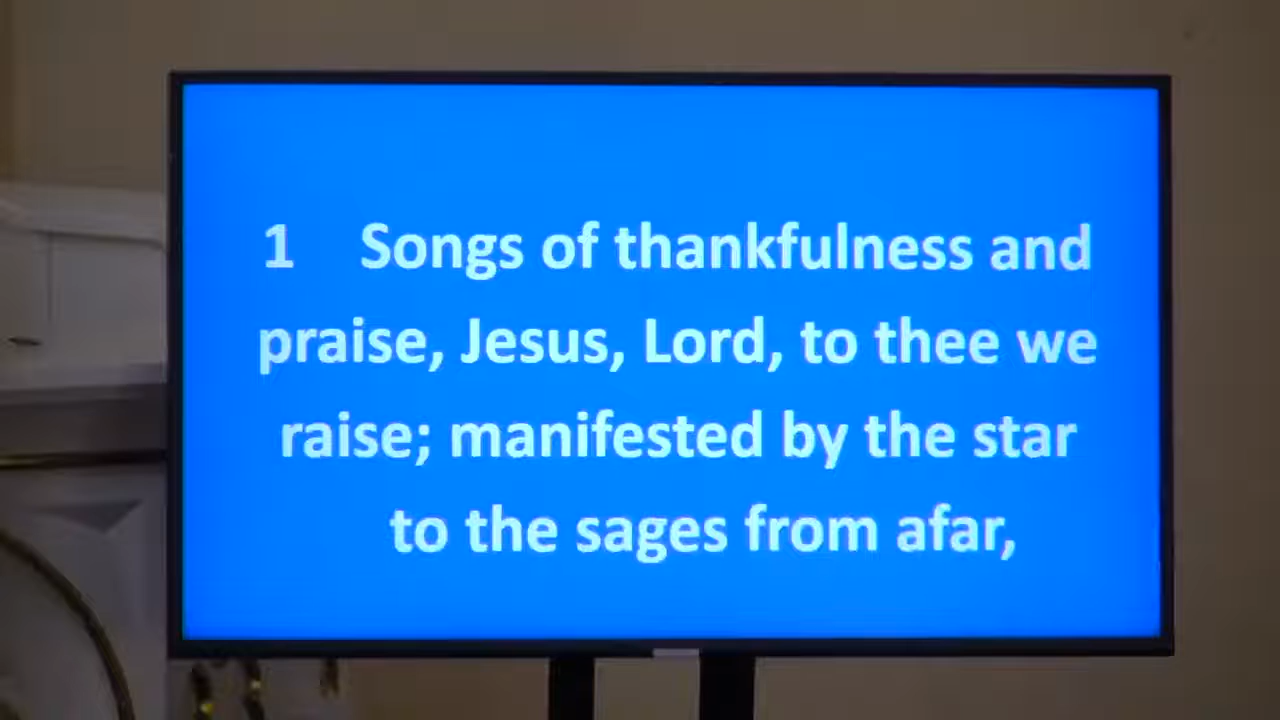 1 Songs of thankfulness and
praise, Jesus, Lord, to thee we
raise; manifested by the star
to the sages from afar,